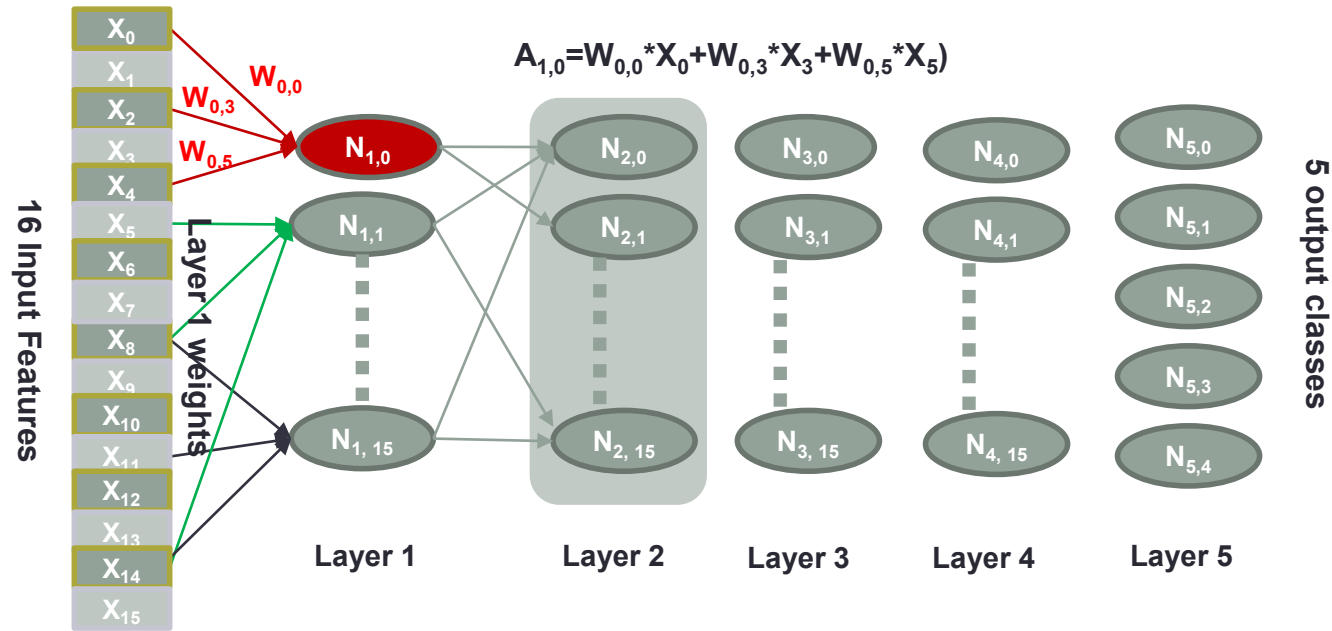 16 Input Features
X₀
X₁
X₂
X₃
X₄
X₅
X₆
X₇
X₈
X₉
X₁₀
X₁₁
X₁₂
X₁₃
X₁₄
X₁₅
W₀,₀
W₀,₃
W₀,₅
Layer 1 weights
A₁,₀=W₀,₀*X₀+W₀,₃*X₃+W₀,₅*X₅)
N₁,₀
N₁,₁
N₁, ₁₅
Layer 1
N₂,₀
N₂,₁
N₂, ₁₅
Layer 2
N₃,₀
N₃,₁
N₃, ₁₅
Layer 3
N₄,₀
N₄,₁
N₄, ₁₅
Layer 4
N₅,₀
N₅,₁
N₅,₂
N₅,₃
N₅,₄
Layer 5
5 output classes